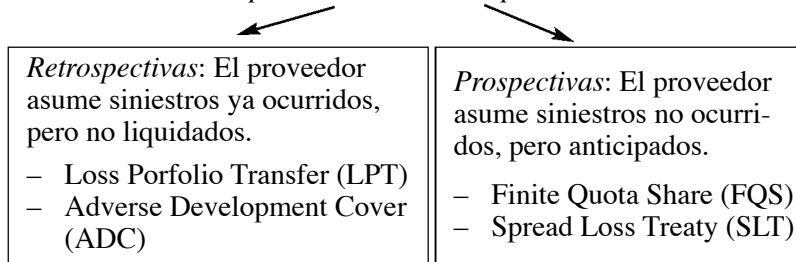 Retrospectivas: El proveedor
asume siniestros ya ocurridos,
pero no liquidados.
– Loss Porfolio Transfer (LPT)
– Adverse Development Cover
(ADC)
Prospectivas: El proveedor
asume siniestros no ocurri-
dos, pero anticipados.
– Finite Quota Share (FQS)
– Spread Loss Treaty (SLT)